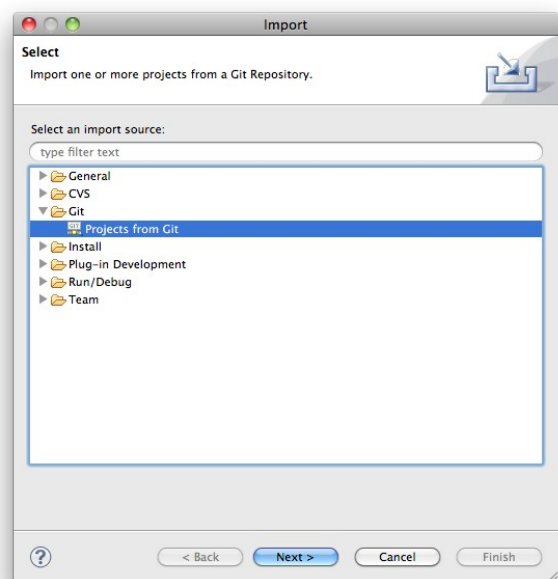 Import
Select
Import one or more projects from a Git Repository.
Select an import source:
type filter text
General
CVS
Git
GIT Projects from Git
Install
Plug-in Development
Run/Debug
Team
? < Back Next > Cancel Finish